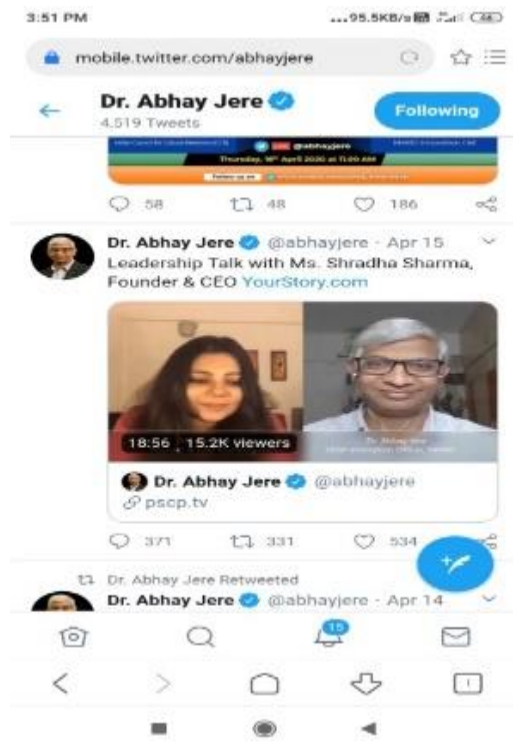 3:51 PM
...95.5KB/s
mobile.twitter.com/abhayjere
Dr. Abhay Jere
4,519 Tweets
Following
@abhayjere
Thursday, 16th April 2020 at 11:00 AM
58 48 186
Dr. Abhay Jere @abhayjere · Apr 15
Leadership Talk with Ms. Shradha Sharma,
Founder & CEO YourStory.com
18:56 15.2K viewers
Dr. Abhay Jere @abhayjere
pscp.tv
371 331 534
Dr. Abhay Jere Retweeted
Dr. Abhay Jere @abhayjere · Apr 14
15